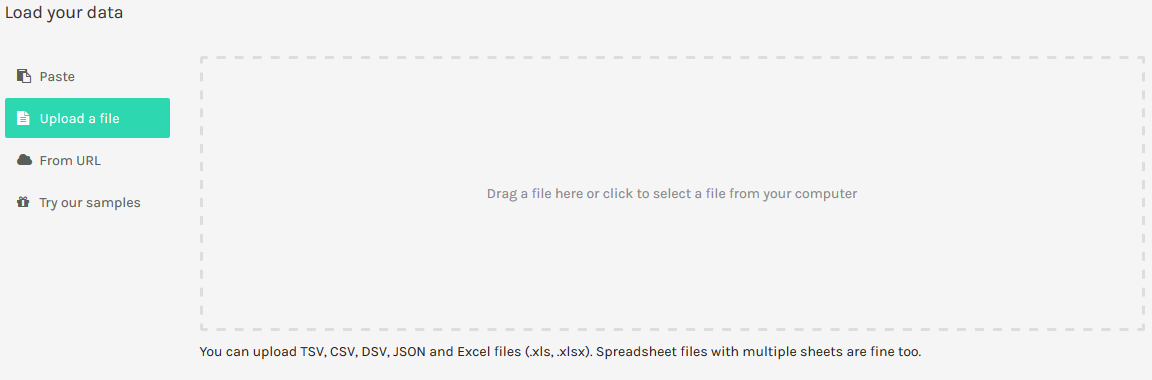 Load your data
Paste
Upload a file
From URL
Try our samples
Drag a file here or click to select a file from your computer
You can upload TSV, CSV, DSV, JSON and Excel files (.xls, .xlsx). Spreadsheet files with multiple sheets are fine too.